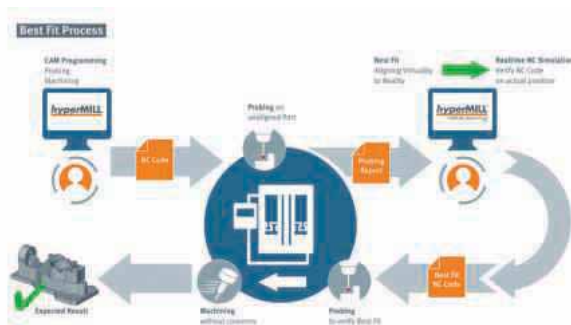 Best Fit Process
CAM Programming
Probing
Machining
Best Fit
Aligning Virtuality
to Reality
Realtime NC Simulation
Verify NC Code
on actual position
hyperMILL
Probing on
unaligned Part
hyperMILL
NC Code
Probing
Report
Best Fit
NC Code
Expected Result
Machining
without concerns
Probing
to verify Best Fit